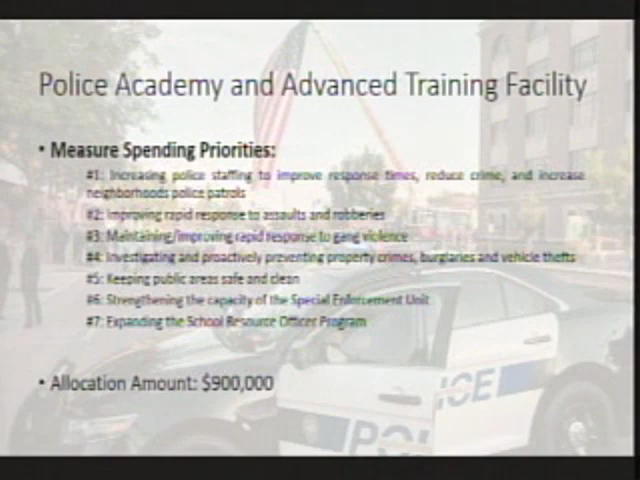 Police Academy and Advanced Training Facility
• Measure Spending Priorities:
#1: Increasing police staffing to improve response times, reduce crime, and increase
neighborhoods police patrols
#2: Improving rapid response to assaults and robberies
#3: Maintaining/improving rapid response to gang violence
#4: Investigating and proactively preventing property crimes, burglaries and vehicle thefts
#5: Keeping public areas safe and clean
#6: Strengthening the capacity of the Special Enforcement Unit
#7: Expanding the School Resource Officer Program
• Allocation Amount: $900,000
POLICE